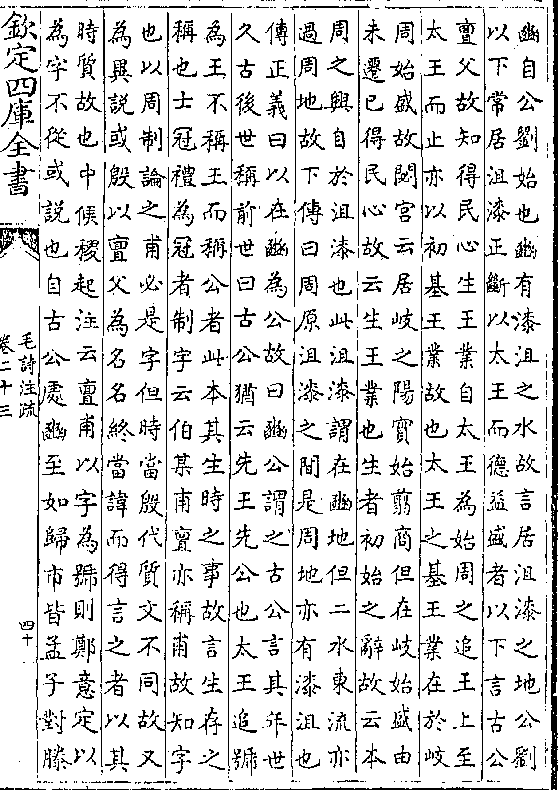 豳自公劉始也豳有漆沮之水故言居沮漆之地公劉
以下常居沮漆正斷以太王而德益盛者以下言古公
亶父故知得民心生王業自太王為始周之追王上至
太王而止亦以初基王業故也太王之基王業在於岐
周始盛故閟宮云居岐之陽實始翦商但在岐始盛由
未遷已得民心故云生王業也生者初始之辭故云本
周之興自於沮漆也此沮漆謂在豳地但二水東流亦
過周地故下傳曰周原沮漆之間是周地亦有漆沮也
傳正義曰以在豳為公故曰豳公謂之古公言其年世
久古後世稱前世曰古公猶云先王先公也太王追號
為王不稱王而稱公者此本其生時之事故言生存之
稱也士冠禮為冠者制字云伯某甫亶亦稱甫故知字
也以周制論之甫必是字但時當殷代質文不同故又
為異說或殷以亶父為名名終當諱而得言之者以其
時質故也中候稷起注云亶甫以字為號則鄭意定以
為字不從或說也自古公處豳至如歸市皆孟子對滕
欽定四庫全書
毛詩注疏
卷二十三
四十